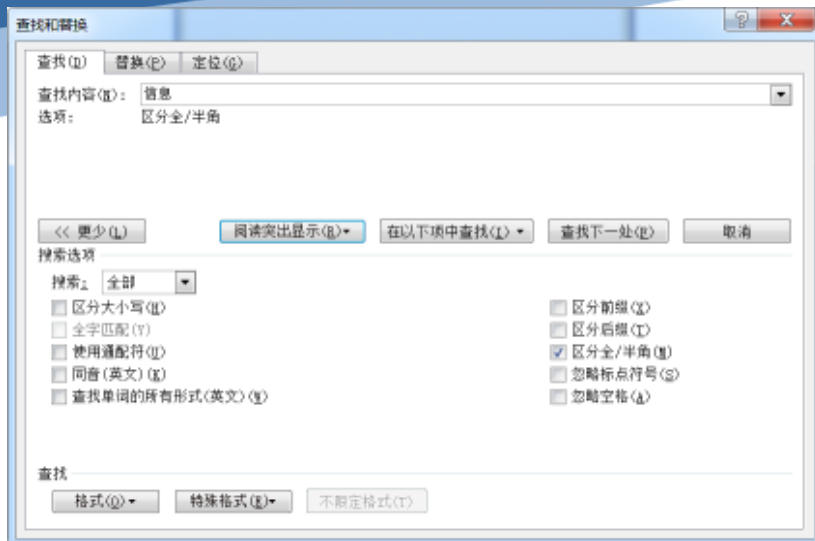 查找和替换
查找(D) 替换(P) 定位(G)
查找内容(N): 信息
选项: 区分全/半角
<< 更少(L) 阅读突出显示(R) 在以下项中查找(I) 查找下一处(F) 取消
搜索选项
搜索: 全部
区分大小写(H) 区分前缀(X)
全字匹配(Y) 区分后缀(T)
使用通配符(U) 区分全/半角(M)
同音(英文)(K) 忽略标点符号(S)
查找单词的所有形式(英文)(W) 忽略空格(A)
查找
格式(O) 特殊格式(E) 不限定格式(T)